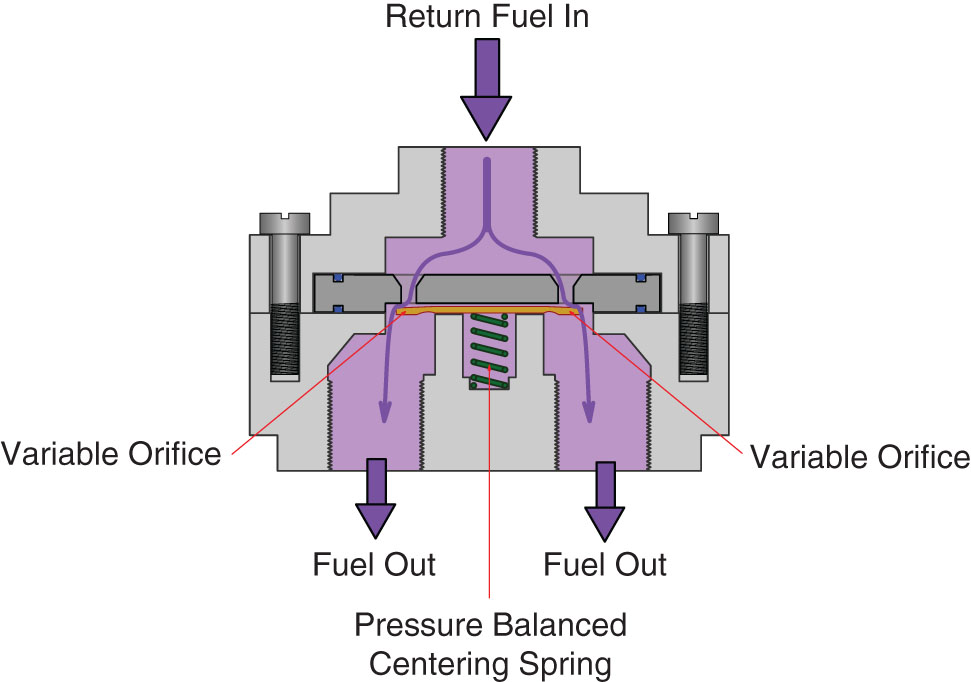 Return Fuel In
Variable Orifice
Variable Orifice
Fuel Out
Fuel Out
Pressure Balanced
Centering Spring